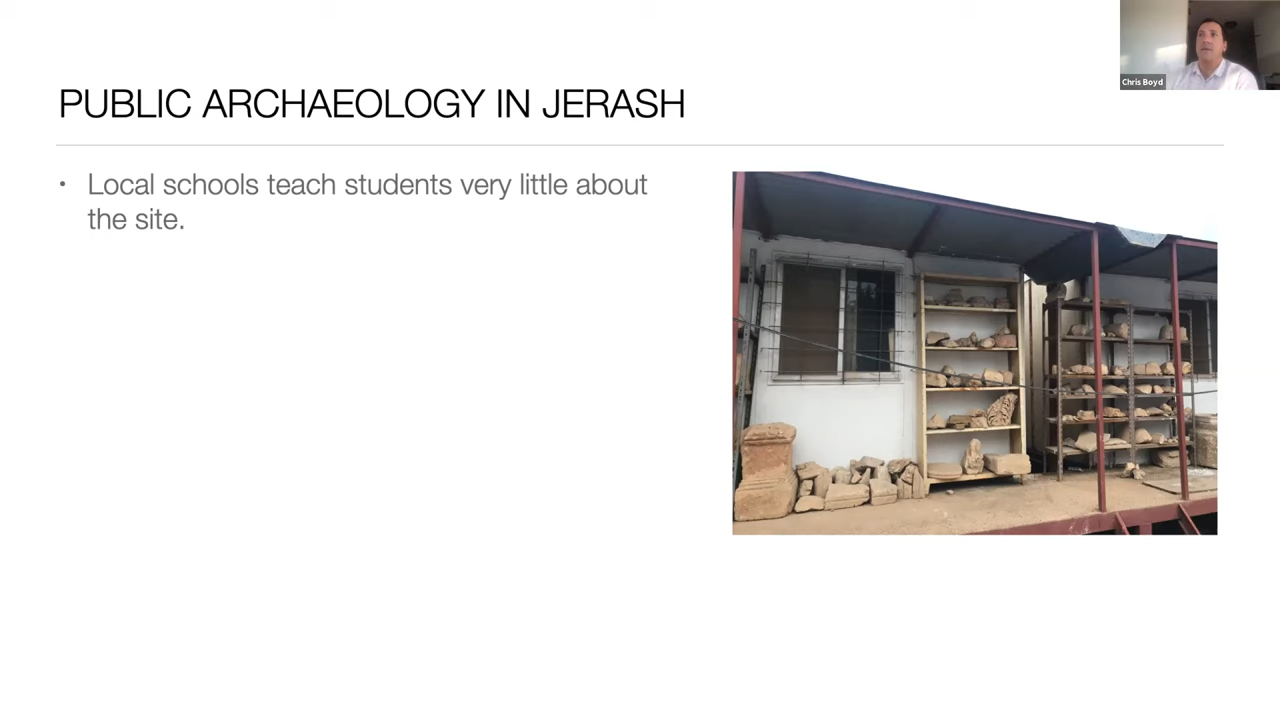 Chris Boyd
PUBLIC ARCHAEOLOGY IN JERASH
• Local schools teach students very little about
the site.